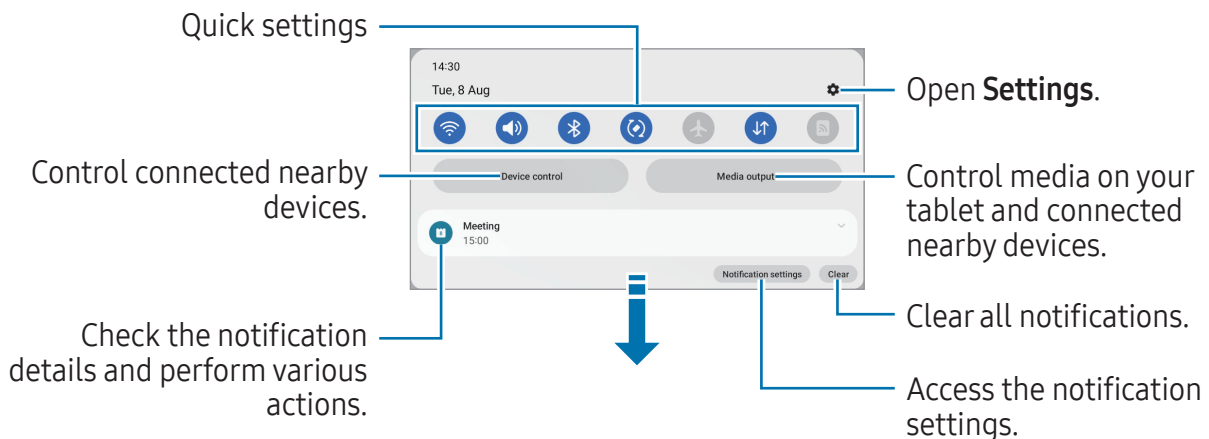 Quick settings
14:30
Tue, 8 Aug
Open Settings.
Control connected nearby
devices.
Device control
Media output
Control media on your
tablet and connected
nearby devices.
Meeting
15:00
Notification settings
Clear
Check the notification
details and perform various
actions.
Clear all notifications.
Access the notification
settings.